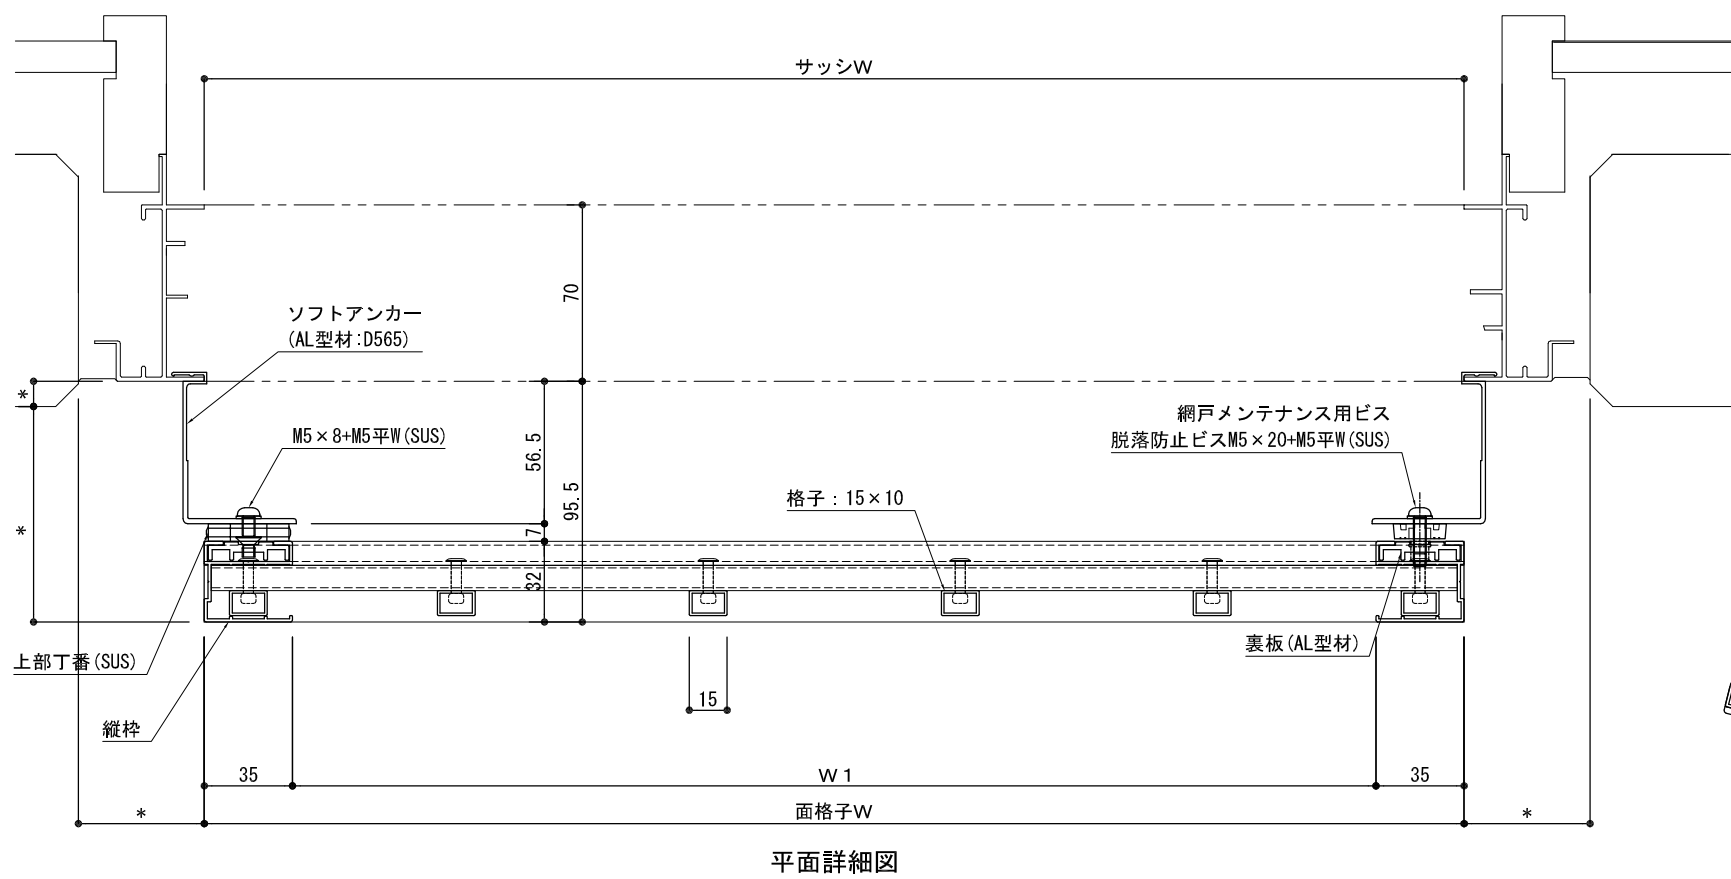 サッシW
70
ソフトアンカー
(AL型材:D565)
*
M5×8+M5平W(SUS)
56.5
95.5
網戸メンテナンス用ビス
脱落防止ビスM5×20+M5平W(SUS)
格子：15×10
*
7
32
上部丁番(SUS)
裏板(AL型材)
15
縦枠
35
W1
35
*
面格子W
*
平面詳細図